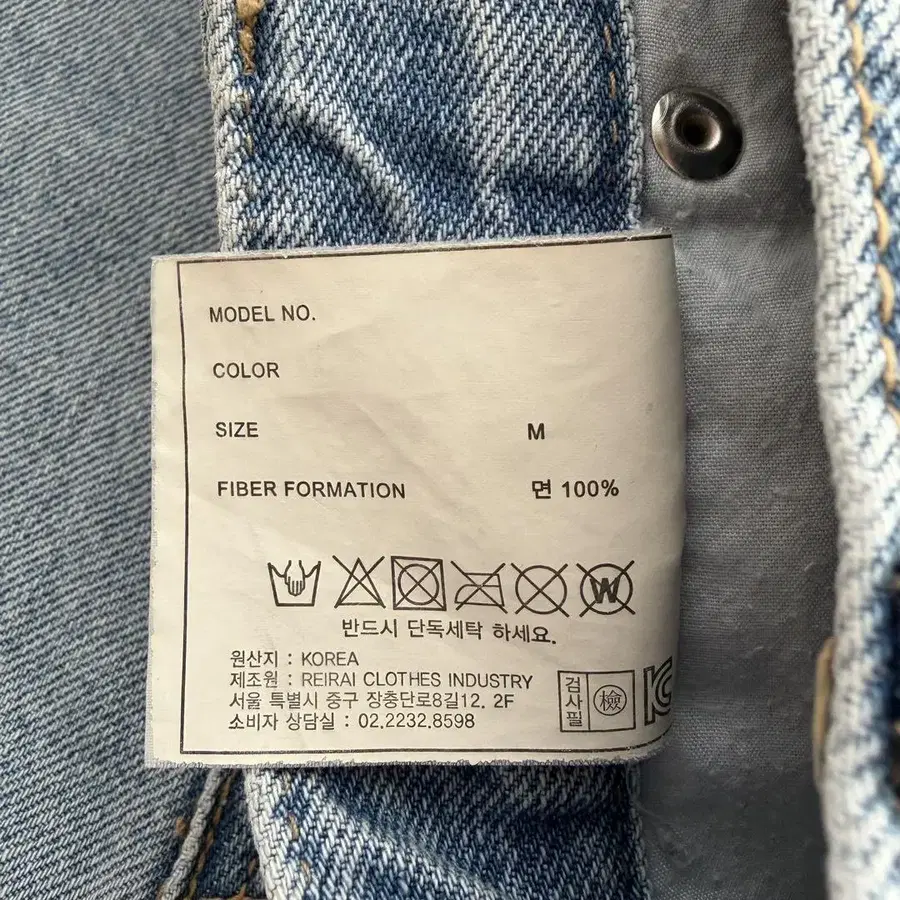 MODEL NO.
COLOR
SIZE M
FIBER FORMATION 면 100%
W
반드시 단독세탁 하세요.
원산지 : KOREA
제조원 : REIRAI CLOTHES INDUSTRY
서울 특별시 중구 장충단로8길12. 2F
소비자 상담실 : 02.2232.8598
검사필 檢
KC